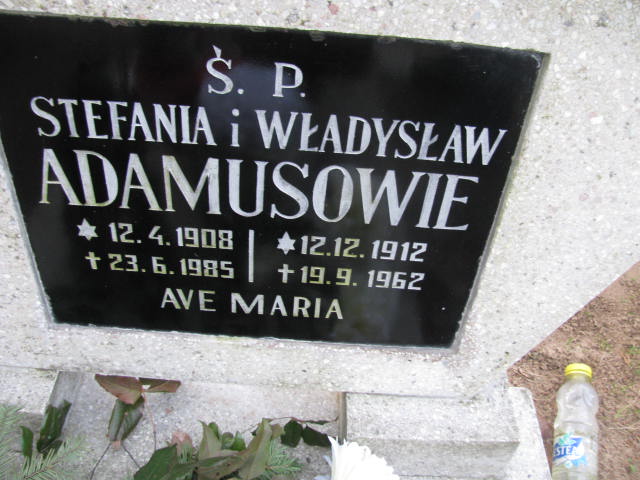 Ś. P.
STEFANIA i WŁADYSŁAW
ADAMUSOWIE
12.4.1908 12.12.1912
23.6.1985 19.9.1962
AVE MARIA